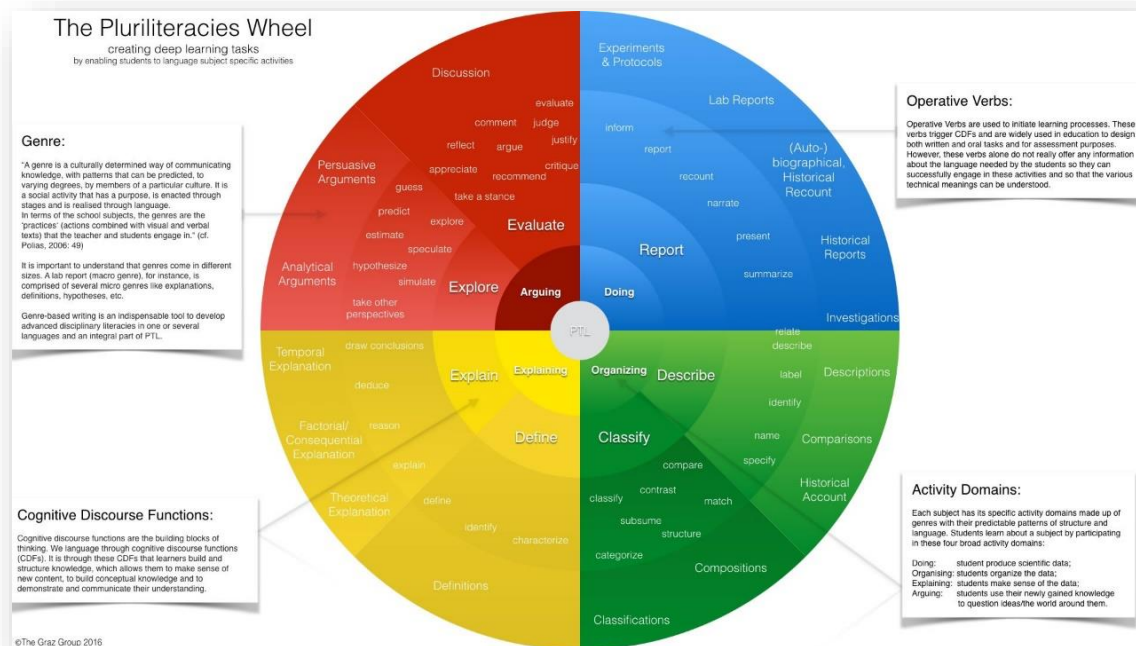 The Pluriliteracies Wheel
creating deep learning tasks
by enabling students to language subject specific activities
Genre:
"A genre is a culturally determined way of communicating
knowledge, with patterns that can be predicted, to
varying degrees, by members of a particular culture. It is
a social activity that has a purpose, is enacted through
stages and is realised through language.
In terms of the school subjects, the genres are the
'practices' (actions combined with visual and verbal
texts) that the teacher and students engage in." (cf.
Polias, 2006: 49)
It is important to understand that genres come in different
sizes. A lab report (macro genre), for instance, is
comprised of several micro genres like explanations,
definitions, hypotheses, etc.
Genre-based writing is an indispensable tool to develop
advanced disciplinary literacies in one or several
languages and an integral part of PTL.
Cognitive Discourse Functions:
Cognitive discourse functions are the building blocks of
thinking. We language through cognitive discourse functions
(CDFs). It is through these CDFs that learners build and
structure knowledge, which allows them to make sense of
new content, to build conceptual knowledge and to
demonstrate and communicate their understanding.
©The Graz Group 2016
Discussion
evaluate
comment
judge
reflect
argue
justify
appreciate
critique
recommend
take a stance
Evaluate
Persuasive
Arguments
guess
predict
explore
estimate
speculate
Analytical
Arguments
hypothesize
simulate
take other
perspectives
Explore
Arguing
Experiments
& Protocols
Lab Reports
inform
report
(Auto-)
biographical,
Historical
Recount
recount
narrate
present
Historical
Reports
summarize
Report
Doing
Investigations
PTL
Temporal
Explanation
draw conclusions
deduce
Factorial/
Consequential
Explanation
reason
explain
Theoretical
Explanation
Explain
Explaining
Define
define
identify
characterize
Definitions
Organizing
Describe
relate
describe
label
Descriptions
identify
name
Comparisons
specify
Historical
Account
Classify
compare
contrast
classify
match
subsume
structure
categorize
Compositions
Classifications
Operative Verbs:
Operative Verbs are used to initiate learning processes. These
verbs trigger CDFs and are widely used in education to design
both written and oral tasks and for assessment purposes.
However, these verbs alone do not really offer any information
about the language needed by the students so they can
successfully engage in these activities and so that the various
technical meanings can be understood.
Activity Domains:
Each subject has its specific activity domains made up of
genres with their predictable patterns of structure and
language. Students learn about a subject by participating
in these four broad activity domains:
Doing: student produce scientific data;
Organising: students organize the data;
Explaining: students make sense of the data;
Arguing: students use their newly gained knowledge
to question ideas/the world around them.